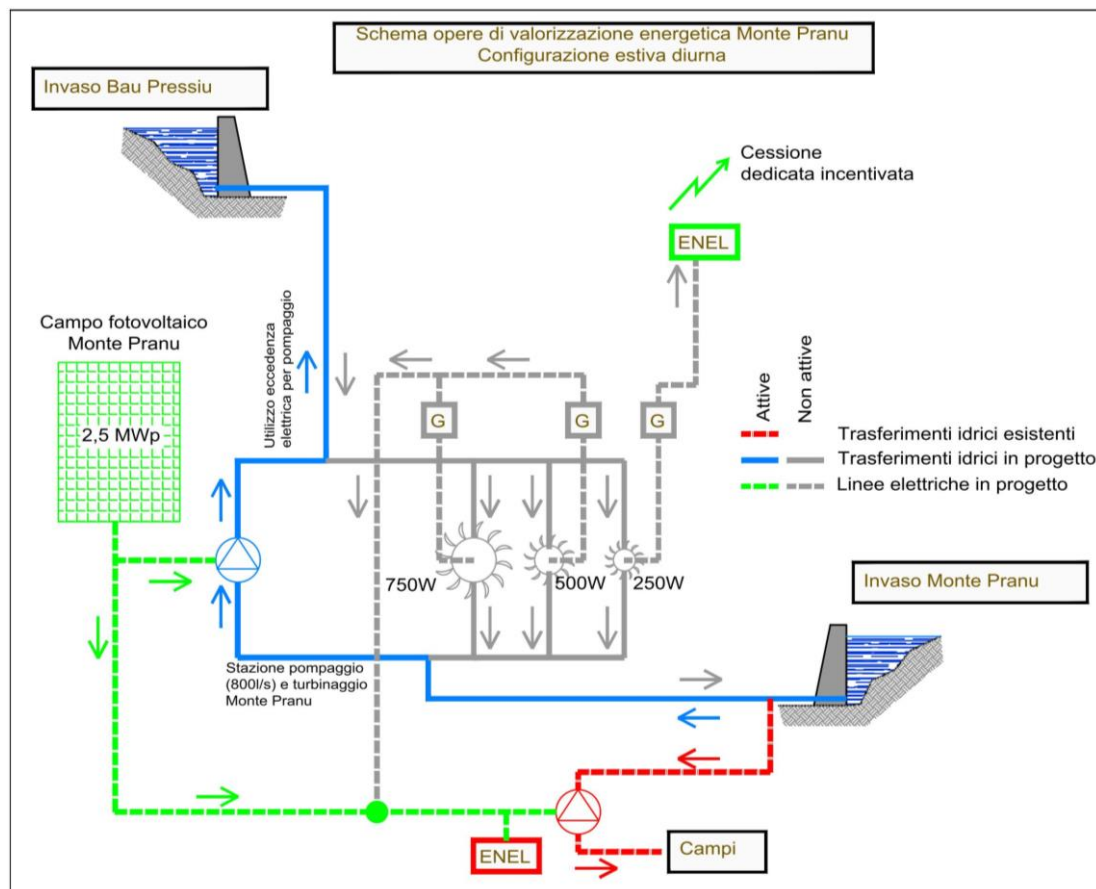 Schema opere di valorizzazione energetica Monte Pranu
Configurazione estiva diurna
Invaso Bau Pressiu
Cessione
dedicata incentivata
ENEL
Campo fotovoltaico
Monte Pranu
2,5 MWp
Utilizzo eccedenza
elettrica per pompaggio
G
G
G
Attive
Non attive
Trasferimenti idrici esistenti
Trasferimenti idrici in progetto
Linee elettriche in progetto
750W
500W
250W
Invaso Monte Pranu
Stazione pompaggio
(800l/s) e turbinaggio
Monte Pranu
ENEL
Campi